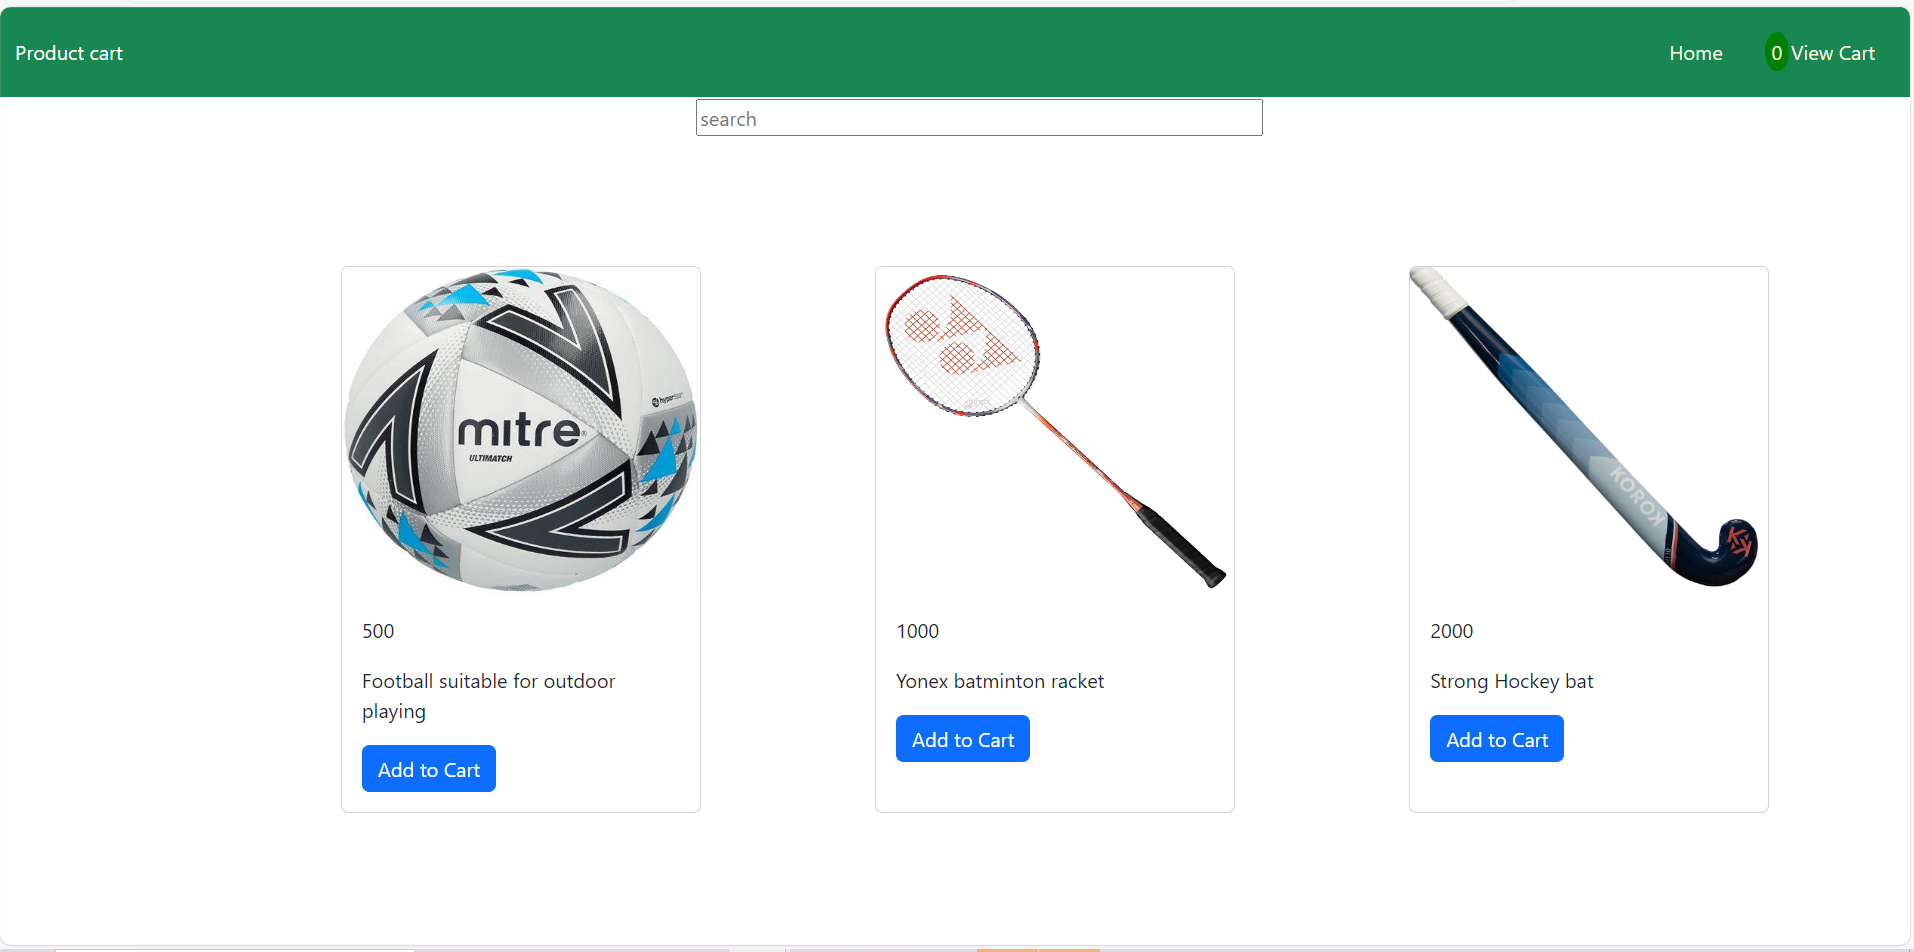 Product cart
Home
0 View Cart
search
mitre
ULTIMATCH
KOROK
500
1000
2000
Football suitable for outdoor
playing
Yonex batminton racket
Strong Hockey bat
Add to Cart
Add to Cart
Add to Cart